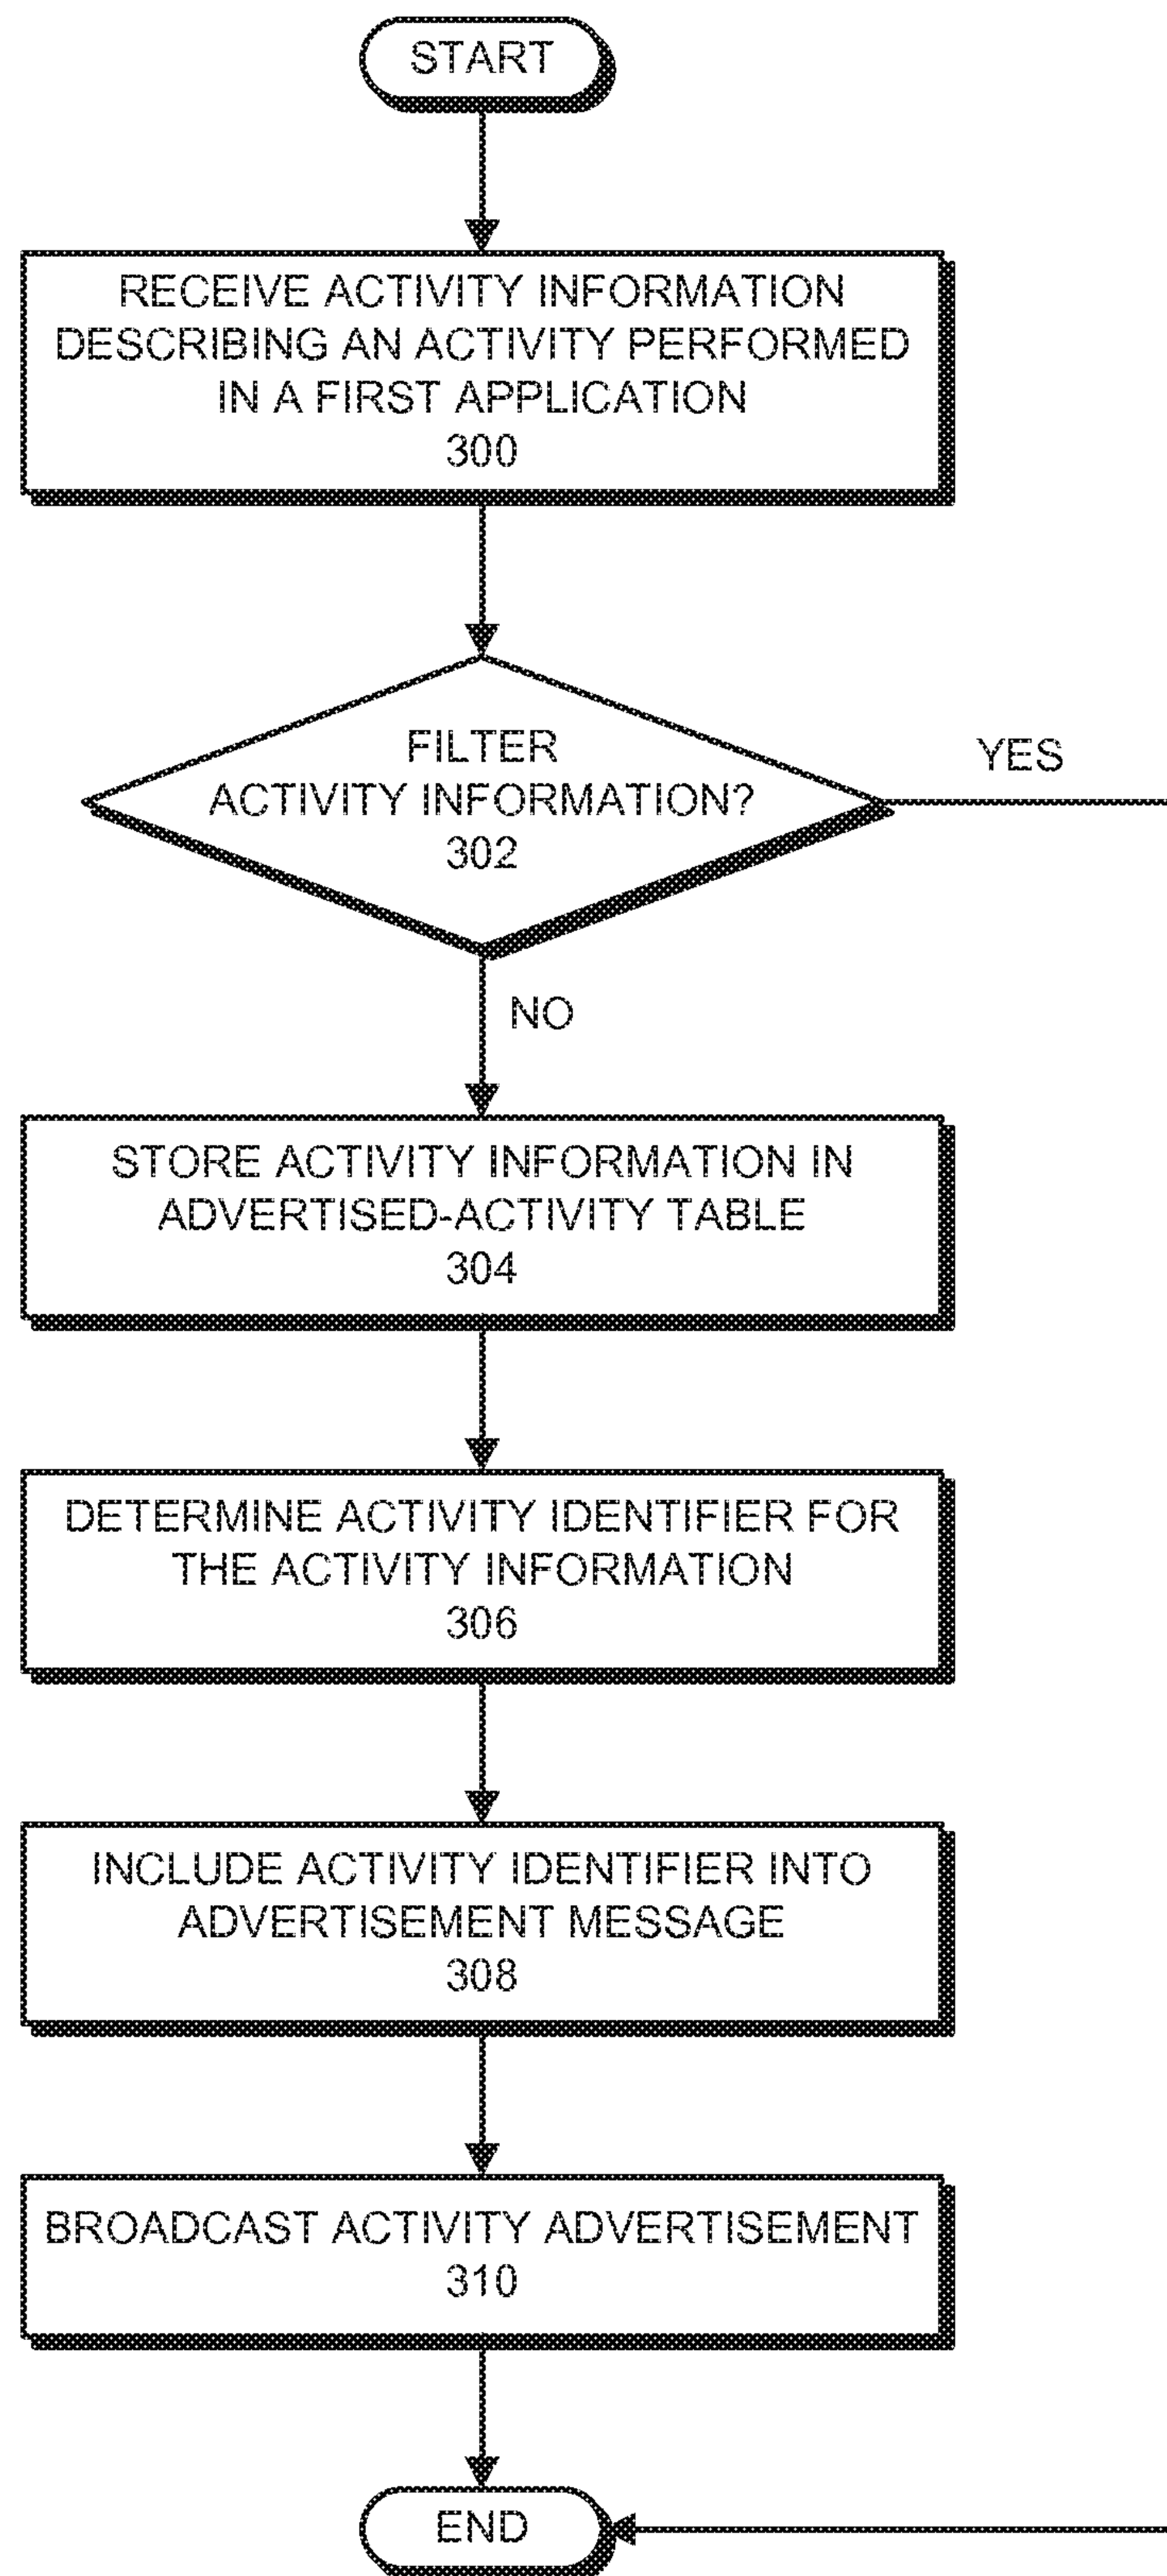 START
RECEIVE ACTIVITY INFORMATION
DESCRIBING AN ACTIVITY PERFORMED
IN A FIRST APPLICATION
300
FILTER
ACTIVITY INFORMATION?
302
YES
NO
STORE ACTIVITY INFORMATION IN
ADVERTISED-ACTIVITY TABLE
304
DETERMINE ACTIVITY IDENTIFIER FOR
THE ACTIVITY INFORMATION
306
INCLUDE ACTIVITY IDENTIFIER INTO
ADVERTISEMENT MESSAGE
308
BROADCAST ACTIVITY ADVERTISEMENT
310
END